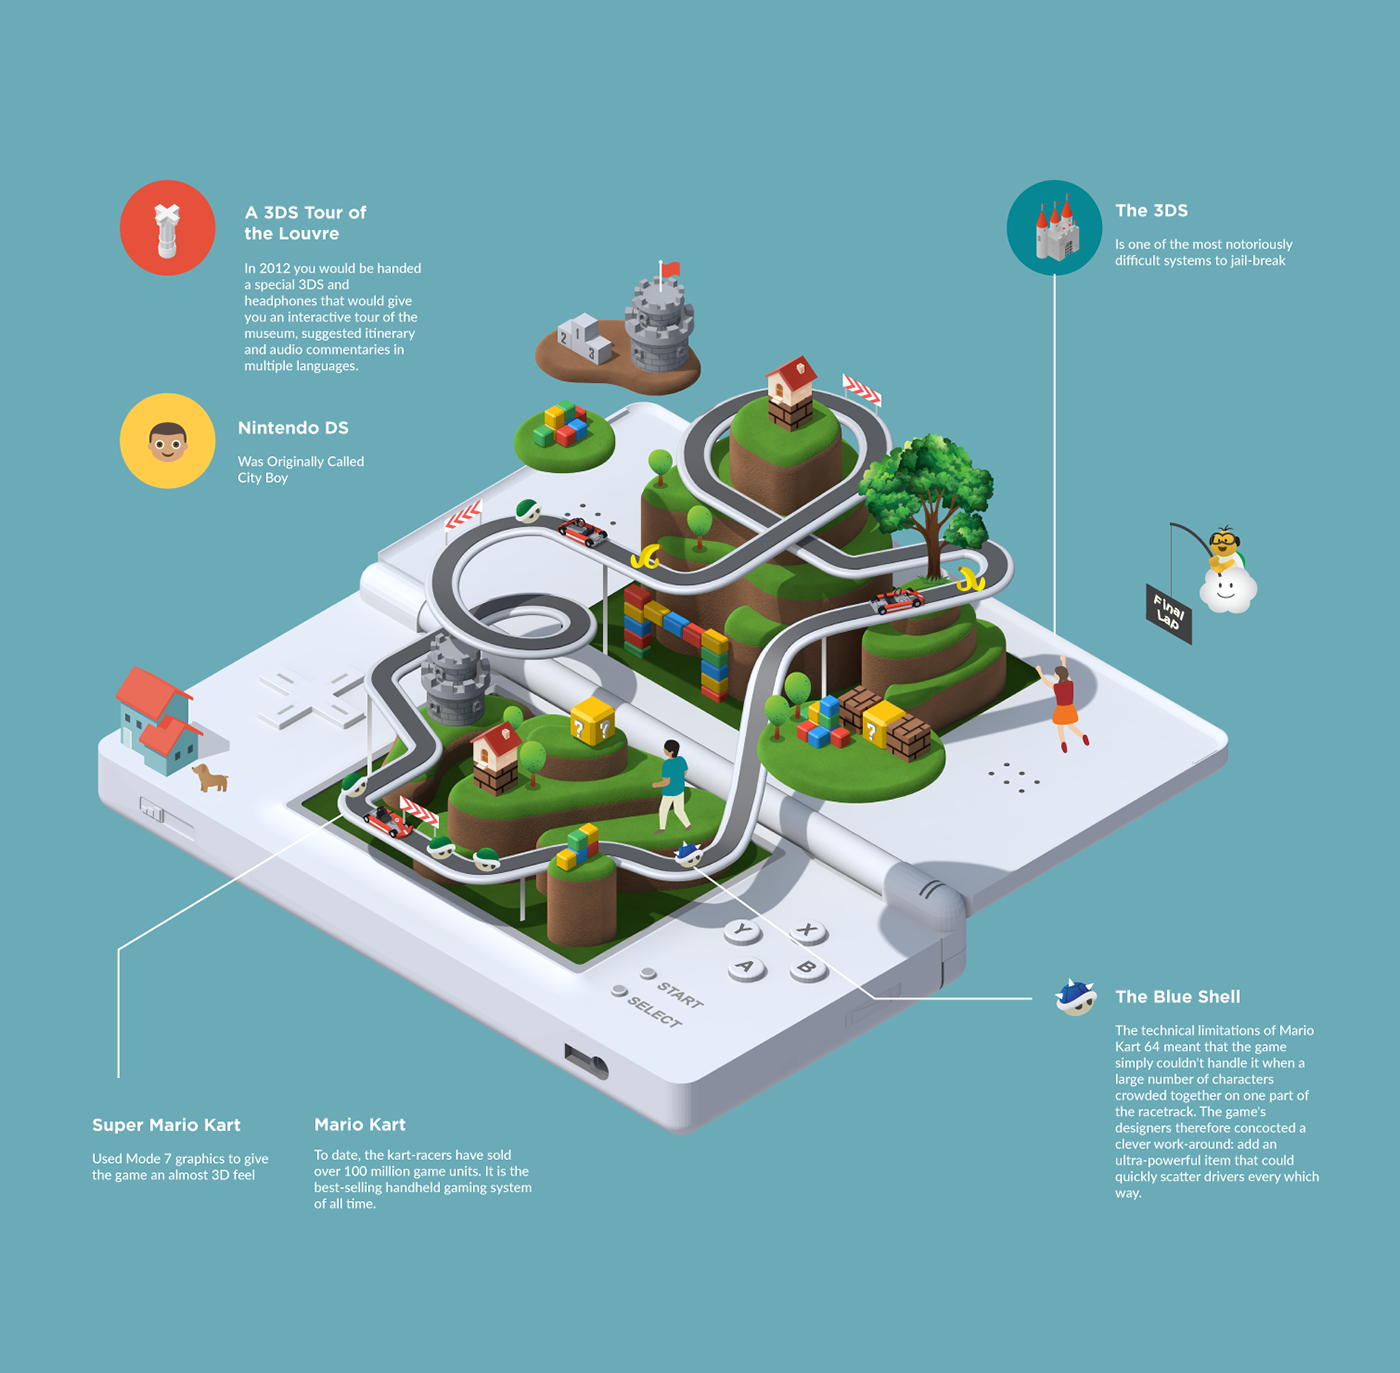 A 3DS Tour of
the Louvre
In 2012 you would be handed
a special 3DS and
headphones that would give
you an interactive tour of the
museum, suggested itinerary
and audio commentaries in
multiple languages.
Nintendo DS
Was Originally Called
City Boy
The 3DS
Is one of the most notoriously
difficult systems to jail-break
2
1
3
Final
Lap
?
?
?
Y
X
A
B
START
SELECT
The Blue Shell
The technical limitations of Mario
Kart 64 meant that the game
simply couldn't handle it when a
large number of characters
crowded together on one part of
the racetrack. The game's
designers therefore concocted a
clever work-around: add an
ultra-powerful item that could
quickly scatter drivers every which
way.
Super Mario Kart
Used Mode 7 graphics to give
the game an almost 3D feel
Mario Kart
To date, the kart-racers have sold
over 100 million game units. It is the
best-selling handheld gaming system
of all time.